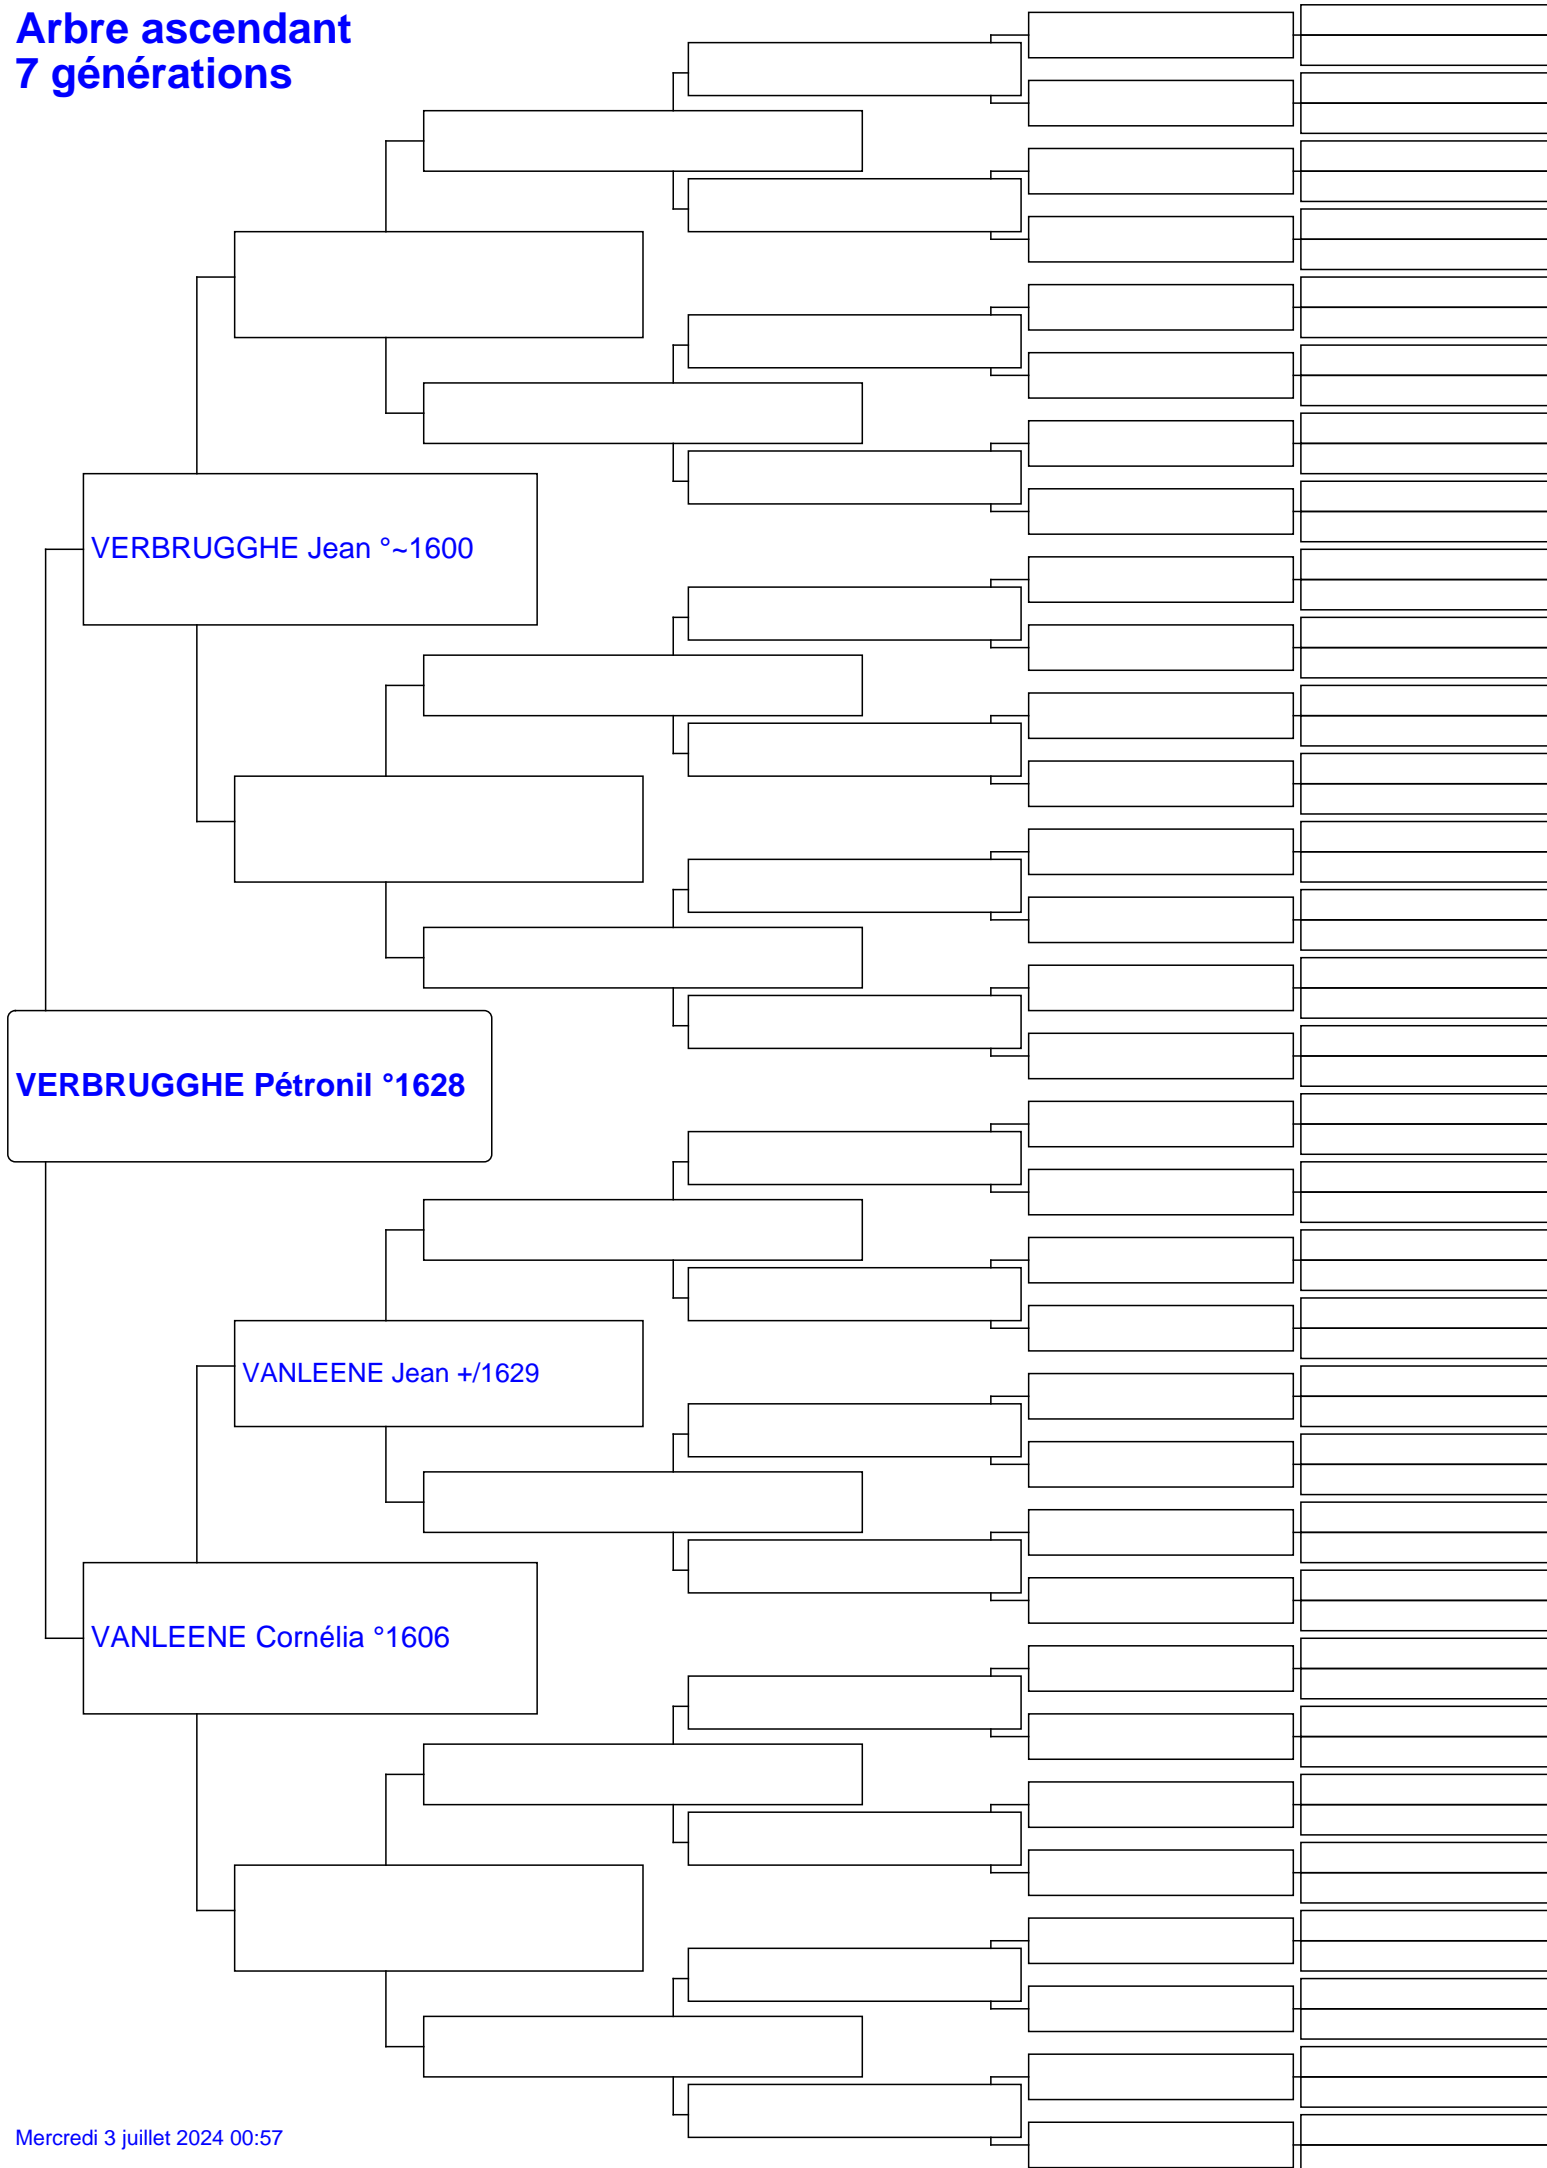 Arbre ascendant
7 générations
VERBRUGGHE Jean °~1600
VERBRUGGHE Pétronil °1628
VANLEENE Jean +/1629
VANLEENE Cornélia °1606
Mercredi 3 juillet 2024 00:57